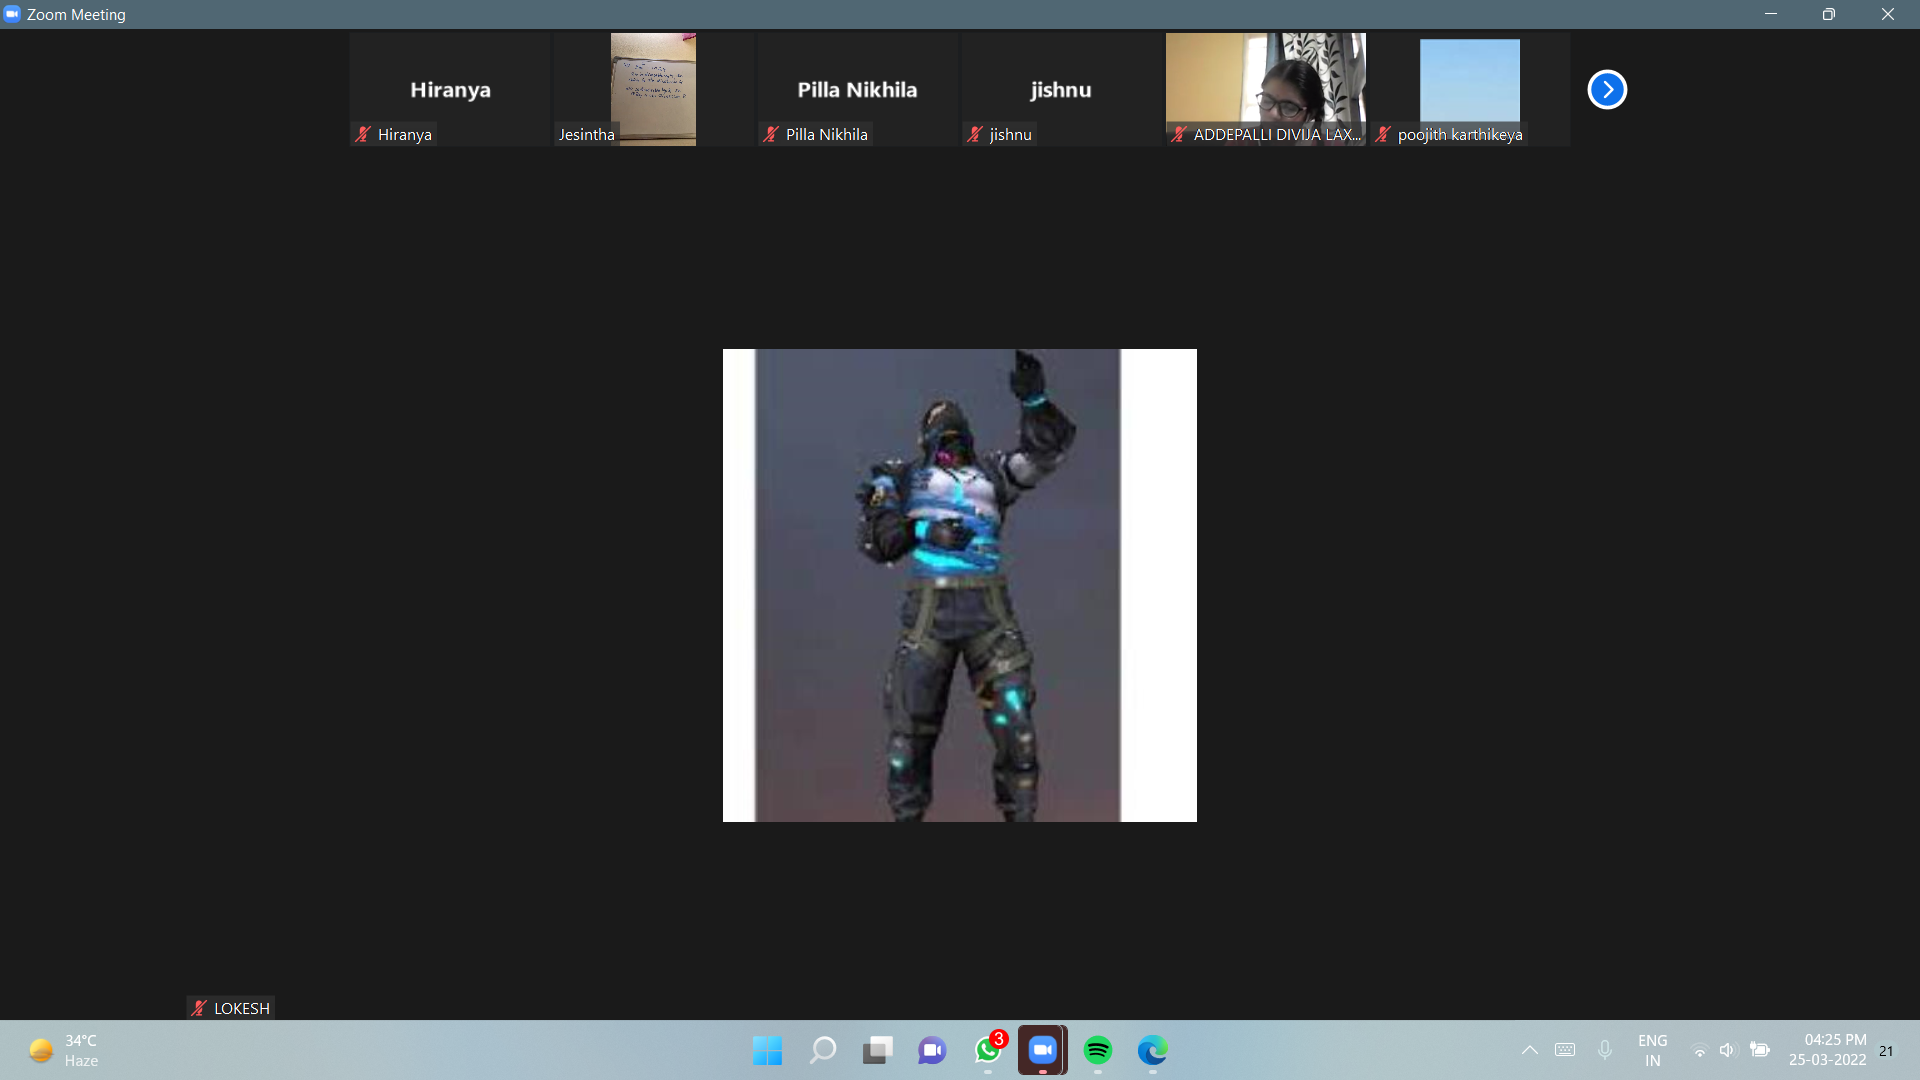 Zoom Meeting
Hiranya
Hiranya
Jesintha
Pilla Nikhila
Pilla Nikhila
jishnu
jishnu
ADDEPALLI DIVIJA LAX...
poojith karthikeya
LOKESH
34°C
Haze
3
ENG
IN
04:25 PM
25-03-2022
21